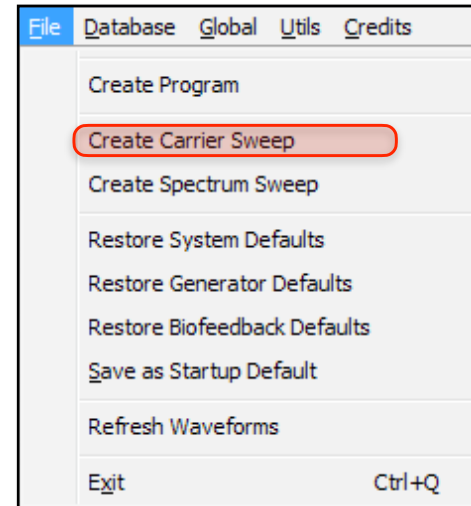 File Database Global Utils Credits
Create Program
Create Carrier Sweep
Create Spectrum Sweep
Restore System Defaults
Restore Generator Defaults
Restore Biofeedback Defaults
Save as Startup Default
Refresh Waveforms
Exit Ctrl+Q